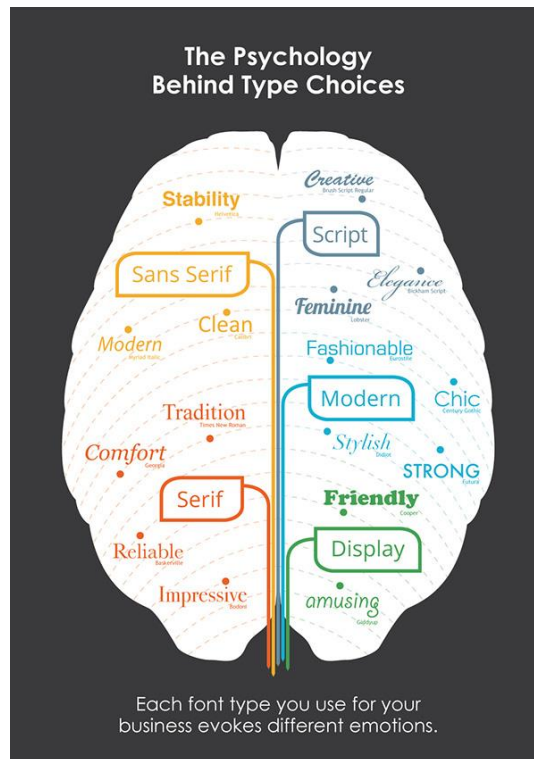 The Psychology
Behind Type Choices
Stability
Helvetica
Sans Serif
Modern
Myriad Italic
Clean
Calibri
Tradition
Times New Roman
Comfort
Georgia
Serif
Reliable
Baskerville
Impressive
Bodoni
Creative
Brush Script Regular
Script
Elegance
Bickham Script
Feminine
Lobster
Fashionable
Eurostile
Modern
Chic
Century Gothic
Stylish
Didot
STRONG
Futura
Friendly
Cooper
Display
amusing
Giddyup
Each font type you use for your
business evokes different emotions.